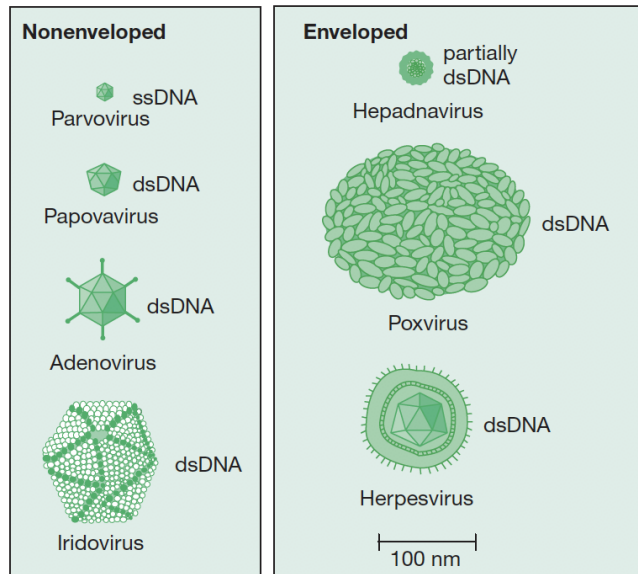 Nonenveloped
ssDNA
Parvovirus
dsDNA
Papovavirus
dsDNA
Adenovirus
dsDNA
Iridovirus
Enveloped
partially
dsDNA
Hepadnavirus
dsDNA
Poxvirus
dsDNA
Herpesvirus
100 nm